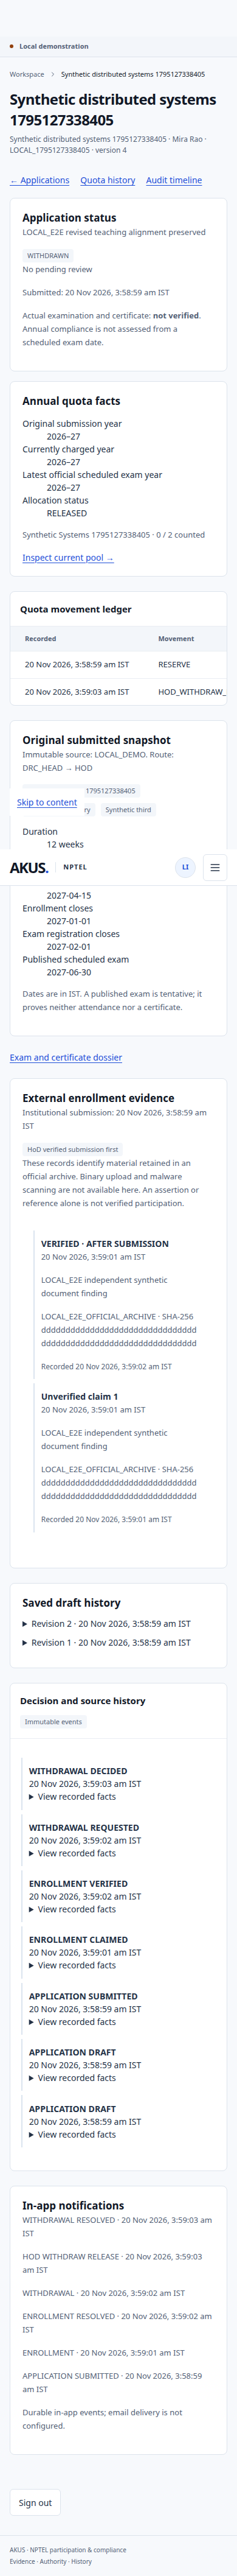 Local demonstration
Workspace > Synthetic distributed systems 1795127338405
Synthetic distributed systems
1795127338405
Synthetic distributed systems 1795127338405 · Mira Rao ·
LOCAL_1795127338405 · version 4
← Applications Quota history Audit timeline
Application status
LOCAL_E2E revised teaching alignment preserved
WITHDRAWN
No pending review
Submitted: 20 Nov 2026, 3:58:59 am IST
Actual examination and certificate: not verified.
Annual compliance is not assessed from a
scheduled exam date.
Annual quota facts
Original submission year
2026–27
Currently charged year
2026–27
Latest official scheduled exam year
2026–27
Allocation status
RELEASED
Synthetic Systems 1795127338405 · 0 / 2 counted
Inspect current pool →
Quota movement ledger
Recorded Movement
20 Nov 2026, 3:58:59 am IST RESERVE
20 Nov 2026, 3:59:03 am IST HOD_WITHDRAW_
Original submitted snapshot
Immutable source: LOCAL_DEMO. Route:
DRC_HEAD → HOD
1795127338405
Skip to content
ry Synthetic third
Duration
12 weeks
AKUS. NPTEL LI
2027-04-15
Enrollment closes
2027-01-01
Exam registration closes
2027-02-01
Published scheduled exam
2027-06-30
Dates are in IST. A published exam is tentative; it
proves neither attendance nor a certificate.
Exam and certificate dossier
External enrollment evidence
Institutional submission: 20 Nov 2026, 3:58:59 am
IST
HoD verified submission first
These records identify material retained in an
official archive. Binary upload and malware
scanning are not available here. An assertion or
reference alone is not verified participation.
VERIFIED · AFTER SUBMISSION
20 Nov 2026, 3:59:01 am IST
LOCAL_E2E independent synthetic
document finding
LOCAL_E2E_OFFICIAL_ARCHIVE · SHA-256
dddddddddddddddddddddddddddddddd
dddddddddddddddddddddddddddddddd
Recorded 20 Nov 2026, 3:59:02 am IST
Unverified claim 1
20 Nov 2026, 3:59:01 am IST
LOCAL_E2E independent synthetic
document finding
LOCAL_E2E_OFFICIAL_ARCHIVE · SHA-256
dddddddddddddddddddddddddddddddd
dddddddddddddddddddddddddddddddd
Recorded 20 Nov 2026, 3:59:01 am IST
Saved draft history
Revision 2 · 20 Nov 2026, 3:58:59 am IST
Revision 1 · 20 Nov 2026, 3:58:59 am IST
Decision and source history
Immutable events
WITHDRAWAL DECIDED
20 Nov 2026, 3:59:03 am IST
View recorded facts
WITHDRAWAL REQUESTED
20 Nov 2026, 3:59:02 am IST
View recorded facts
ENROLLMENT VERIFIED
20 Nov 2026, 3:59:02 am IST
View recorded facts
ENROLLMENT CLAIMED
20 Nov 2026, 3:59:01 am IST
View recorded facts
APPLICATION SUBMITTED
20 Nov 2026, 3:58:59 am IST
View recorded facts
APPLICATION DRAFT
20 Nov 2026, 3:58:59 am IST
View recorded facts
APPLICATION DRAFT
20 Nov 2026, 3:58:59 am IST
View recorded facts
In-app notifications
WITHDRAWAL RESOLVED · 20 Nov 2026, 3:59:03 am
IST
HOD WITHDRAW RELEASE · 20 Nov 2026, 3:59:03
am IST
WITHDRAWAL · 20 Nov 2026, 3:59:02 am IST
ENROLLMENT RESOLVED · 20 Nov 2026, 3:59:02 am
IST
ENROLLMENT · 20 Nov 2026, 3:59:01 am IST
APPLICATION SUBMITTED · 20 Nov 2026, 3:58:59
am IST
Durable in-app events; email delivery is not
configured.
Sign out
AKUS · NPTEL participation & compliance
Evidence · Authority · History